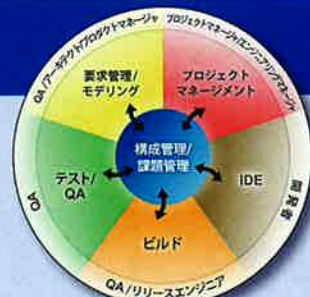 QA/アーキテクト/プロダクトマネージャ
プロジェクトマネージャ/エンジニアリングマネージャ
要求管理/
モデリング
プロジェクト
マネージメント
構成管理/
課題管理
テスト/
QA
IDE
ビルド
QA
開発者
QA/リリースエンジニア